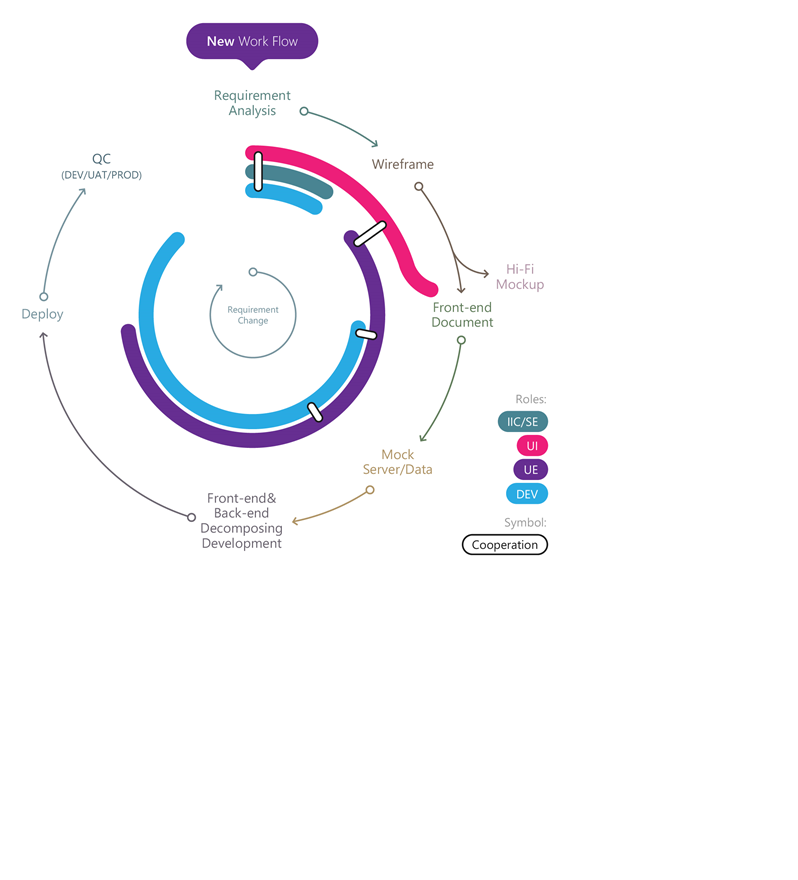 New Work Flow
Requirement
Analysis
Wireframe
Hi-Fi
Mockup
Front-end
Document
Mock
Server/Data
Front-end&
Back-end
Decomposing
Development
Deploy
QC
(DEV/UAT/PROD)
Requirement
Change
Roles:
IIC/SE
UI
UE
DEV
Symbol:
Cooperation